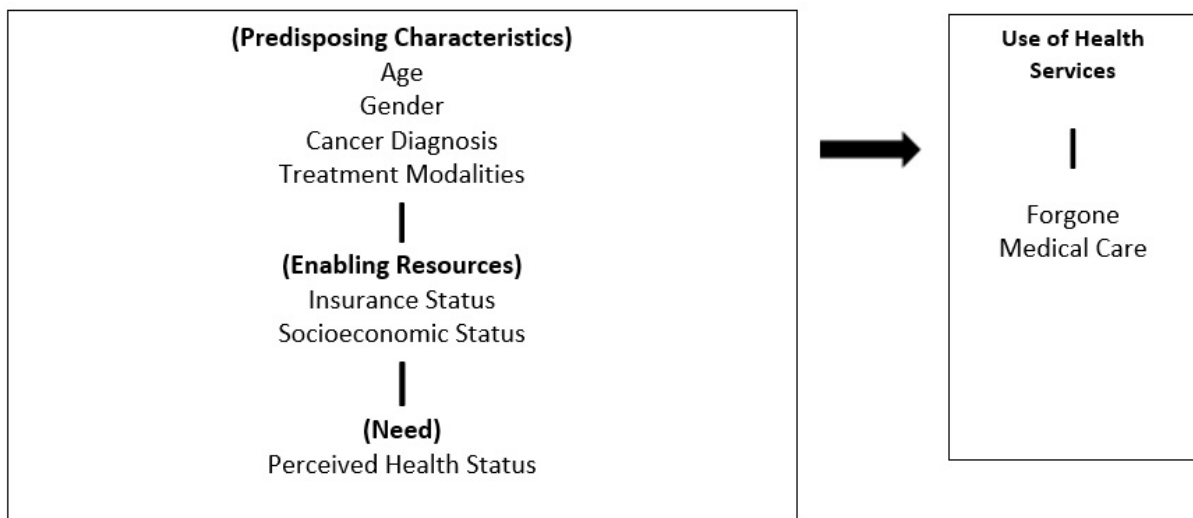 (Predisposing Characteristics)
Age
Gender
Cancer Diagnosis
Treatment Modalities
(Enabling Resources)
Insurance Status
Socioeconomic Status
(Need)
Perceived Health Status
Use of Health
Services
Forgone
Medical Care